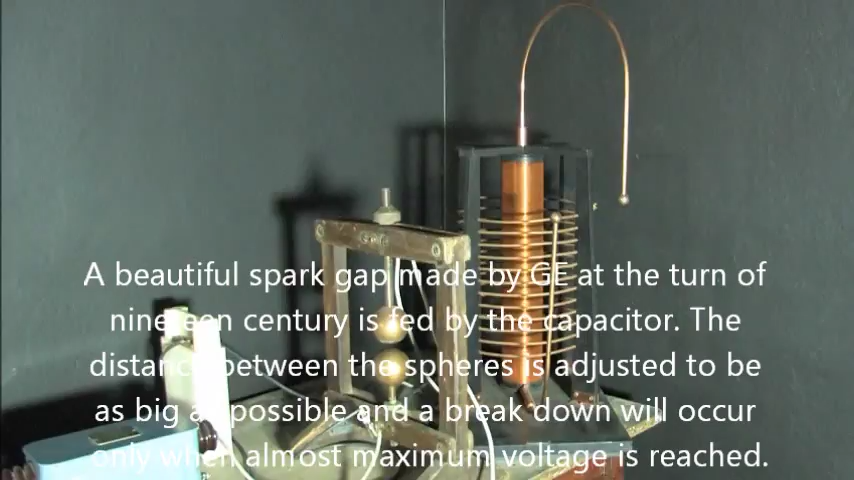 A beautiful spark gap made by GE at the turn of
nineteen century is fed by the capacitor. The
distance between the spheres is adjusted to be
as big as possible and a break down will occur
only when almost maximum voltage is reached.